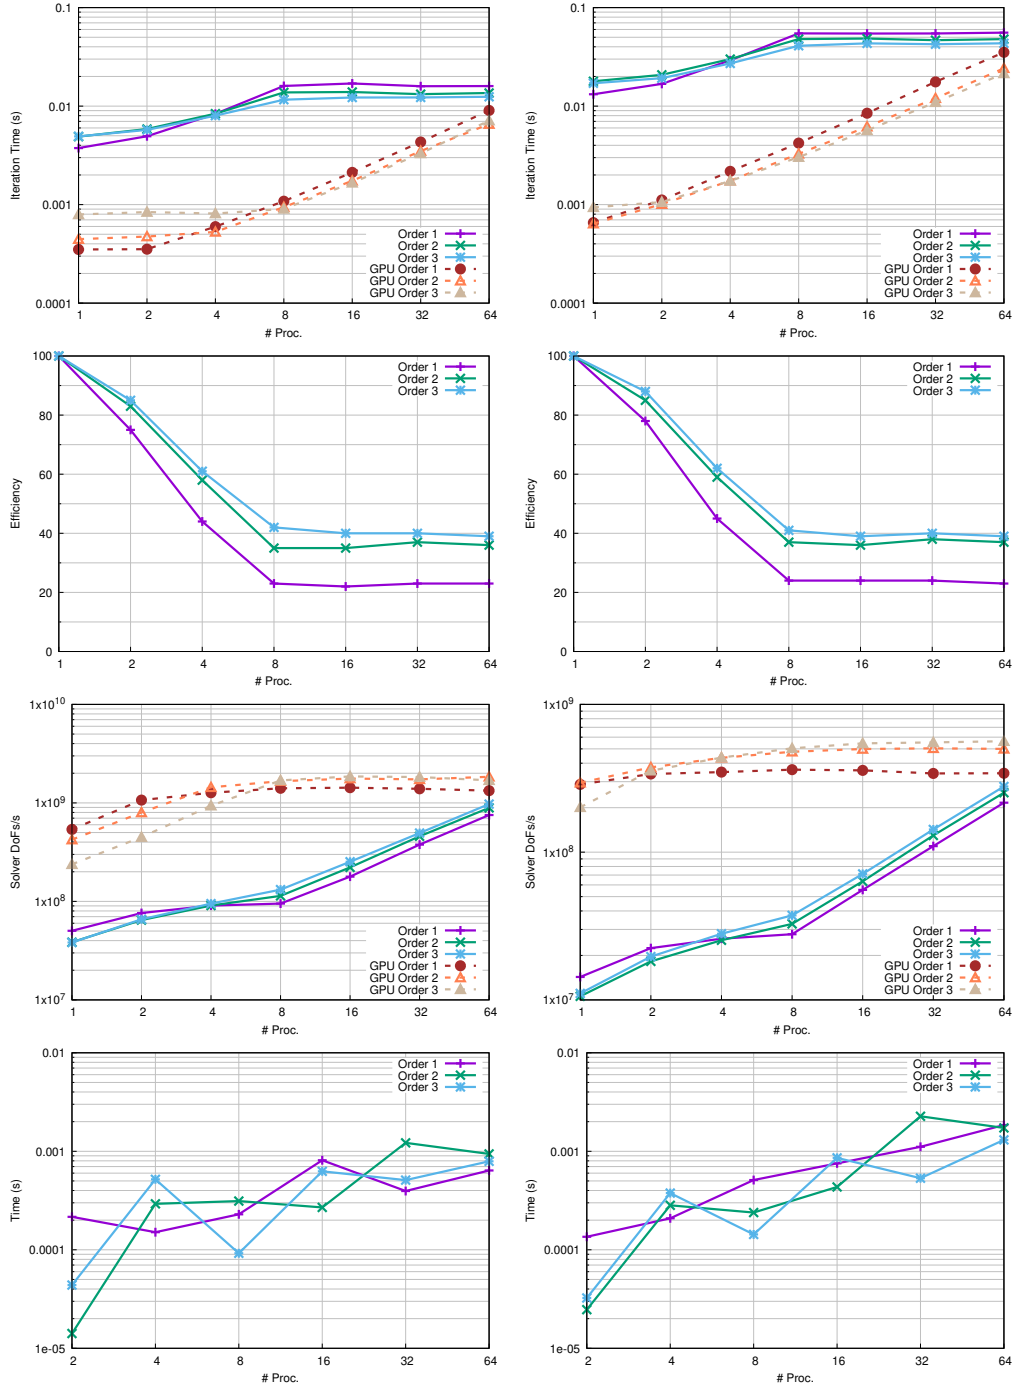 0.1
0.01
0.001
0.0001
Iteration Time (s)
1 2 4 8 16 32 64
# Proc.
Order 1
Order 2
Order 3
GPU Order 1
GPU Order 2
GPU Order 3
0.1
0.01
0.001
0.0001
Iteration Time (s)
1 2 4 8 16 32 64
# Proc.
Order 1
Order 2
Order 3
GPU Order 1
GPU Order 2
GPU Order 3
100
80
60
40
20
0
Efficiency
1 2 4 8 16 32 64
# Proc.
Order 1
Order 2
Order 3
100
80
60
40
20
0
Efficiency
1 2 4 8 16 32 64
# Proc.
Order 1
Order 2
Order 3
1x10^10
1x10^9
1x10^8
1x10^7
Solver DoFs/s
1 2 4 8 16 32 64
# Proc.
Order 1
Order 2
Order 3
GPU Order 1
GPU Order 2
GPU Order 3
1x10^9
1x10^8
1x10^7
Solver DoFs/s
1 2 4 8 16 32 64
# Proc.
Order 1
Order 2
Order 3
GPU Order 1
GPU Order 2
GPU Order 3
0.01
0.001
0.0001
1e-05
Time (s)
2 4 8 16 32 64
# Proc.
Order 1
Order 2
Order 3
0.01
0.001
0.0001
1e-05
Time (s)
2 4 8 16 32 64
# Proc.
Order 1
Order 2
Order 3